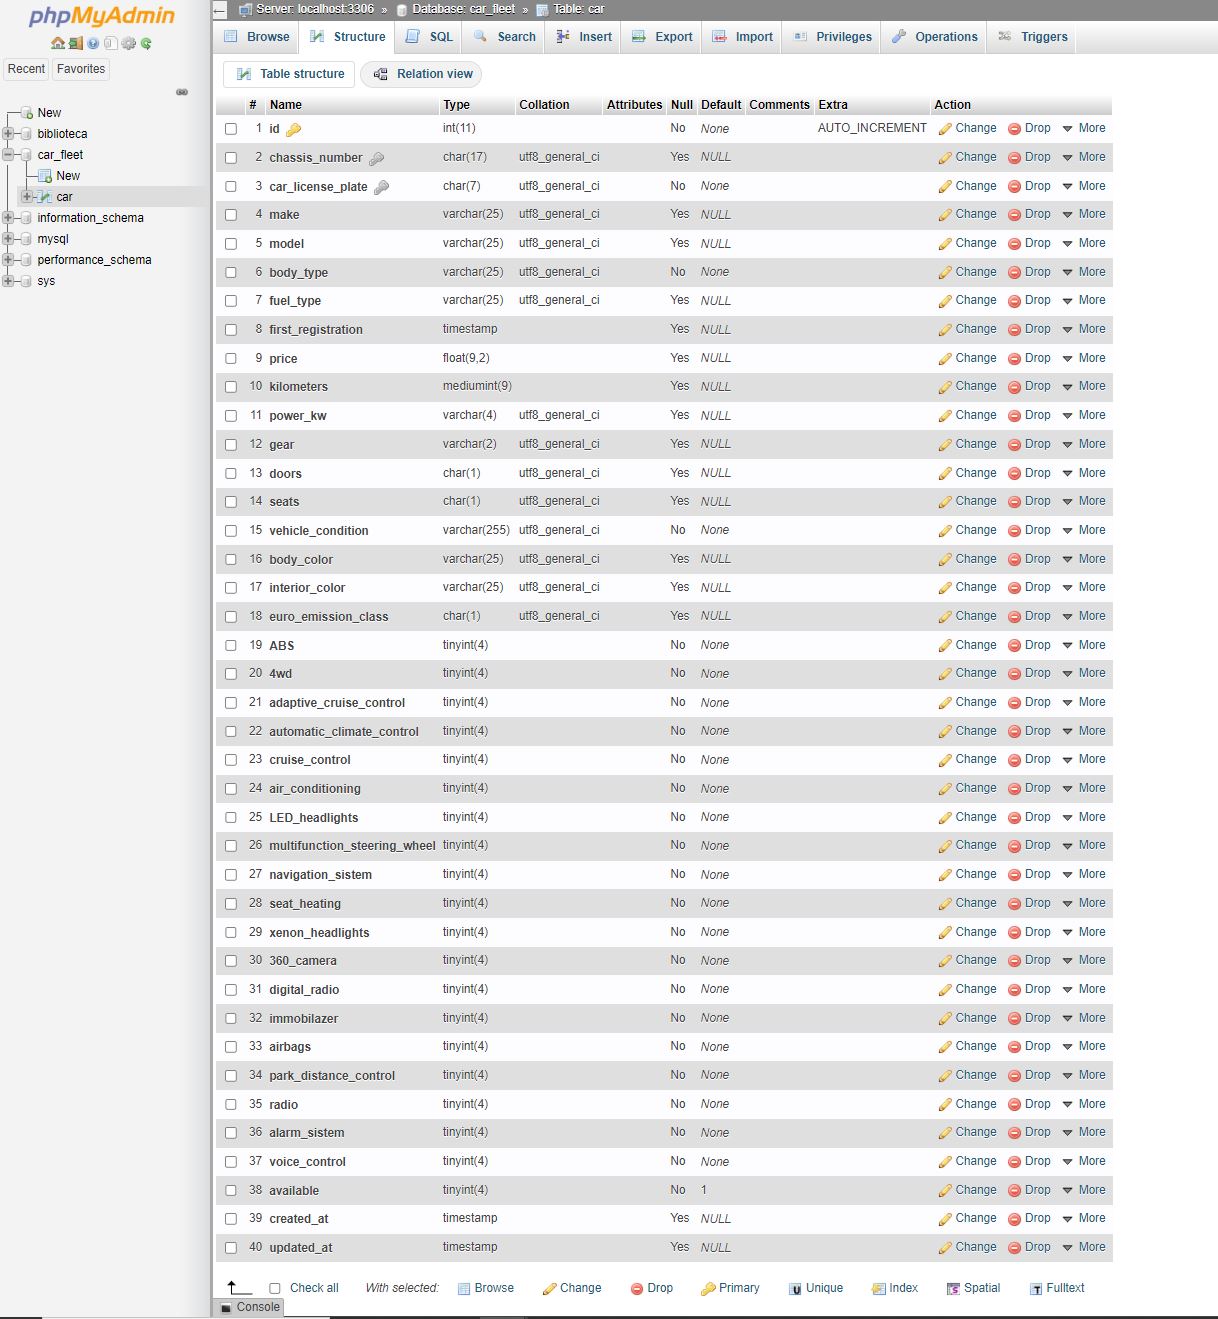 phpMyAdmin
Recent Favorites
New
biblioteca
car_fleet
New
car
information_schema
mysql
performance_schema
sys
Server: localhost:3306 » Database: car_fleet » Table: car
Browse Structure SQL Search Insert Export Import Privileges Operations Triggers
Table structure Relation view
# Name Type Collation Attributes Null Default Comments Extra Action
1 id int(11) No None AUTO_INCREMENT Change Drop More
2 chassis_number char(17) utf8_general_ci Yes NULL Change Drop More
3 car_license_plate char(7) utf8_general_ci No None Change Drop More
4 make varchar(25) utf8_general_ci Yes NULL Change Drop More
5 model varchar(25) utf8_general_ci Yes NULL Change Drop More
6 body_type varchar(25) utf8_general_ci No None Change Drop More
7 fuel_type varchar(25) utf8_general_ci Yes NULL Change Drop More
8 first_registration timestamp Yes NULL Change Drop More
9 price float(9,2) Yes NULL Change Drop More
10 kilometers mediumint(9) Yes NULL Change Drop More
11 power_kw varchar(4) utf8_general_ci Yes NULL Change Drop More
12 gear varchar(2) utf8_general_ci Yes NULL Change Drop More
13 doors char(1) utf8_general_ci Yes NULL Change Drop More
14 seats char(1) utf8_general_ci Yes NULL Change Drop More
15 vehicle_condition varchar(255) utf8_general_ci No None Change Drop More
16 body_color varchar(25) utf8_general_ci Yes NULL Change Drop More
17 interior_color varchar(25) utf8_general_ci Yes NULL Change Drop More
18 euro_emission_class char(1) utf8_general_ci Yes NULL Change Drop More
19 ABS tinyint(4) No None Change Drop More
20 4wd tinyint(4) No None Change Drop More
21 adaptive_cruise_control tinyint(4) No None Change Drop More
22 automatic_climate_control tinyint(4) No None Change Drop More
23 cruise_control tinyint(4) No None Change Drop More
24 air_conditioning tinyint(4) No None Change Drop More
25 LED_headlights tinyint(4) No None Change Drop More
26 multifunction_steering_wheel tinyint(4) No None Change Drop More
27 navigation_sistem tinyint(4) No None Change Drop More
28 seat_heating tinyint(4) No None Change Drop More
29 xenon_headlights tinyint(4) No None Change Drop More
30 360_camera tinyint(4) No None Change Drop More
31 digital_radio tinyint(4) No None Change Drop More
32 immobilazer tinyint(4) No None Change Drop More
33 airbags tinyint(4) No None Change Drop More
34 park_distance_control tinyint(4) No None Change Drop More
35 radio tinyint(4) No None Change Drop More
36 alarm_sistem tinyint(4) No None Change Drop More
37 voice_control tinyint(4) No None Change Drop More
38 available tinyint(4) No 1 Change Drop More
39 created_at timestamp Yes NULL Change Drop More
40 updated_at timestamp Yes NULL Change Drop More
Check all With selected: Browse Change Drop Primary Unique Index Spatial Fulltext
Console